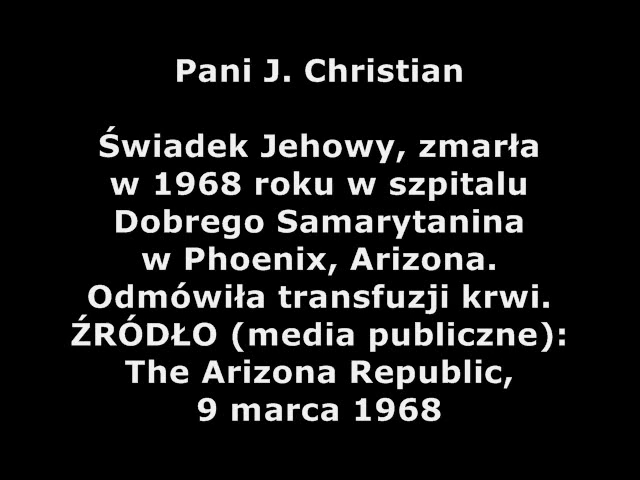 Pani J. Christian
Świadek Jehowy, zmarła
w 1968 roku w szpitalu
Dobrego Samarytanina
w Phoenix, Arizona.
Odmówiła transfuzji krwi.
ŹRÓDŁO (media publiczne):
The Arizona Republic,
9 marca 1968